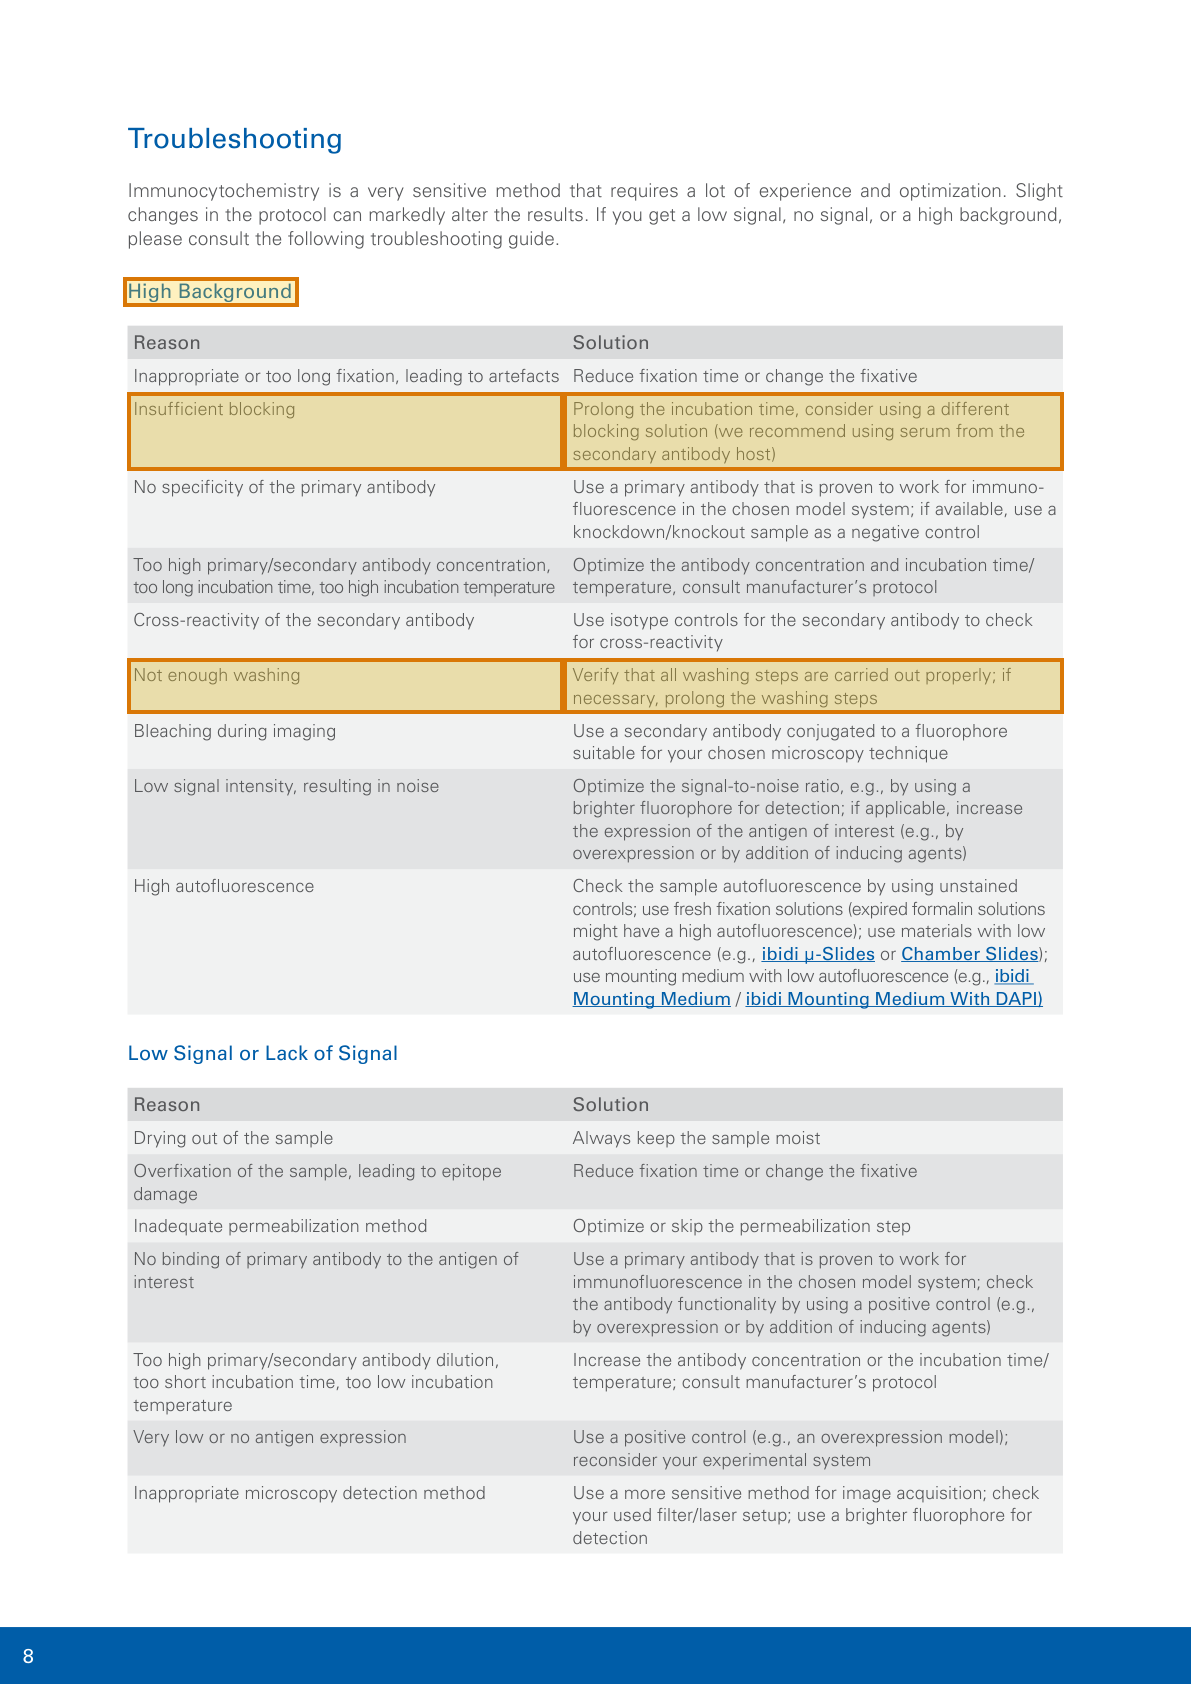 Troubleshooting
Immunocytochemistry is a very sensitive method that requires a lot of experience and optimization. Slight
changes in the protocol can markedly alter the results. If you get a low signal, no signal, or a high background,
please consult the following troubleshooting guide.
High Background
Reason Solution
Inappropriate or too long fixation, leading to artefacts Reduce fixation time or change the fixative
Insufficient blocking Prolong the incubation time, consider using a different
blocking solution (we recommend using serum from the
secondary antibody host)
No specificity of the primary antibody Use a primary antibody that is proven to work for immuno-
fluorescence in the chosen model system; if available, use a
knockdown/knockout sample as a negative control
Too high primary/secondary antibody concentration, Optimize the antibody concentration and incubation time/
too long incubation time, too high incubation temperature temperature, consult manufacturer’s protocol
Cross-reactivity of the secondary antibody Use isotype controls for the secondary antibody to check
for cross-reactivity
Not enough washing Verify that all washing steps are carried out properly; if
necessary, prolong the washing steps
Bleaching during imaging Use a secondary antibody conjugated to a fluorophore
suitable for your chosen microscopy technique
Low signal intensity, resulting in noise Optimize the signal-to-noise ratio, e.g., by using a
brighter fluorophore for detection; if applicable, increase
the expression of the antigen of interest (e.g., by
overexpression or by addition of inducing agents)
High autofluorescence Check the sample autofluorescence by using unstained
controls; use fresh fixation solutions (expired formalin solutions
might have a high autofluorescence); use materials with low
autofluorescence (e.g., ibidi µ-Slides or Chamber Slides);
use mounting medium with low autofluorescence (e.g., ibidi
Mounting Medium / ibidi Mounting Medium With DAPI)
Low Signal or Lack of Signal
Reason Solution
Drying out of the sample Always keep the sample moist
Overfixation of the sample, leading to epitope Reduce fixation time or change the fixative
damage
Inadequate permeabilization method Optimize or skip the permeabilization step
No binding of primary antibody to the antigen of Use a primary antibody that is proven to work for
interest immunofluorescence in the chosen model system; check
the antibody functionality by using a positive control (e.g.,
by overexpression or by addition of inducing agents)
Too high primary/secondary antibody dilution, Increase the antibody concentration or the incubation time/
too short incubation time, too low incubation temperature; consult manufacturer’s protocol
temperature
Very low or no antigen expression Use a positive control (e.g., an overexpression model);
reconsider your experimental system
Inappropriate microscopy detection method Use a more sensitive method for image acquisition; check
your used filter/laser setup; use a brighter fluorophore for
detection
8